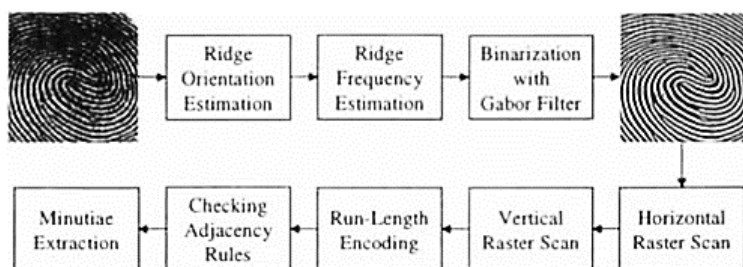 Ridge
Orientation
Estimation
Ridge
Frequency
Estimation
Binarization
with
Gabor Filter
Horizontal
Raster Scan
Vertical
Raster Scan
Run-Length
Encoding
Checking
Adjacency
Rules
Minutiae
Extraction